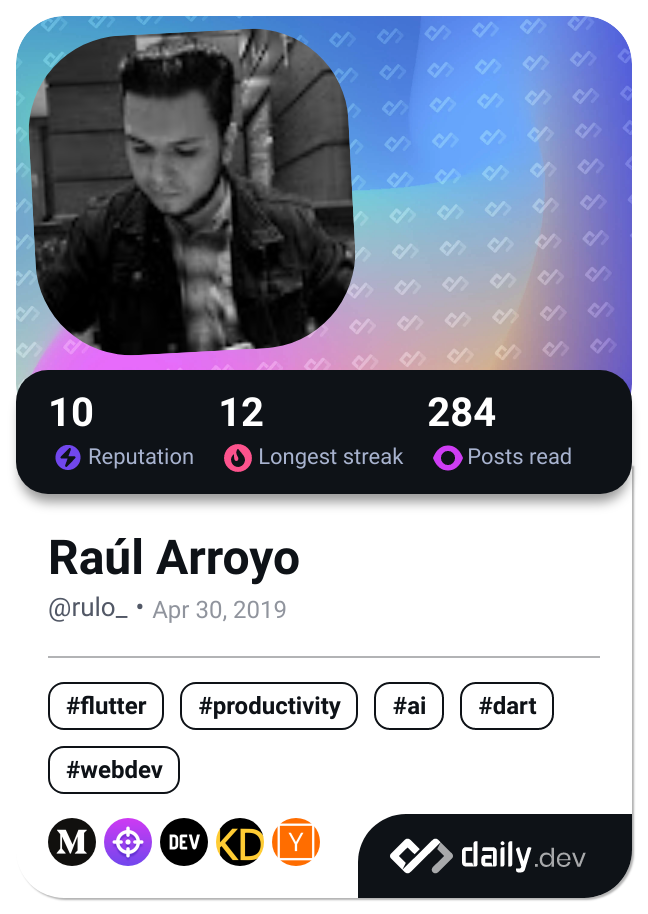 10 12 284
Reputation Longest streak Posts read
Raúl Arroyo
@rulo_ • Apr 30, 2019
#flutter #productivity #ai #dart
#webdev
M DEV KD Y
daily.dev